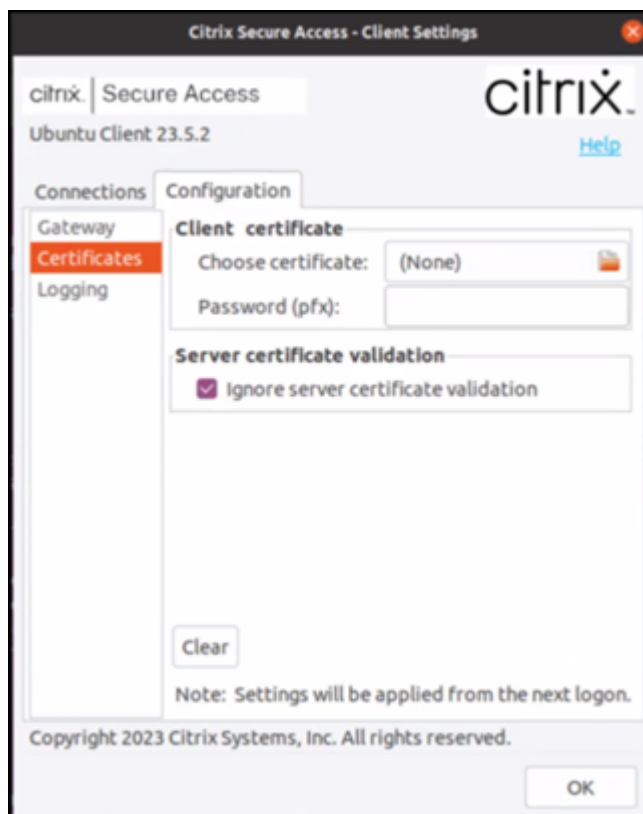 Citrix Secure Access - Client Settings
citrix. | Secure Access
citrix™
Ubuntu Client 23.5.2
Help
Connections Configuration
Gateway
Certificates
Logging
Client certificate
Choose certificate: (None)
Password (pfx):
Server certificate validation
Ignore server certificate validation
Clear
Note: Settings will be applied from the next logon.
Copyright 2023 Citrix Systems, Inc. All rights reserved.
OK